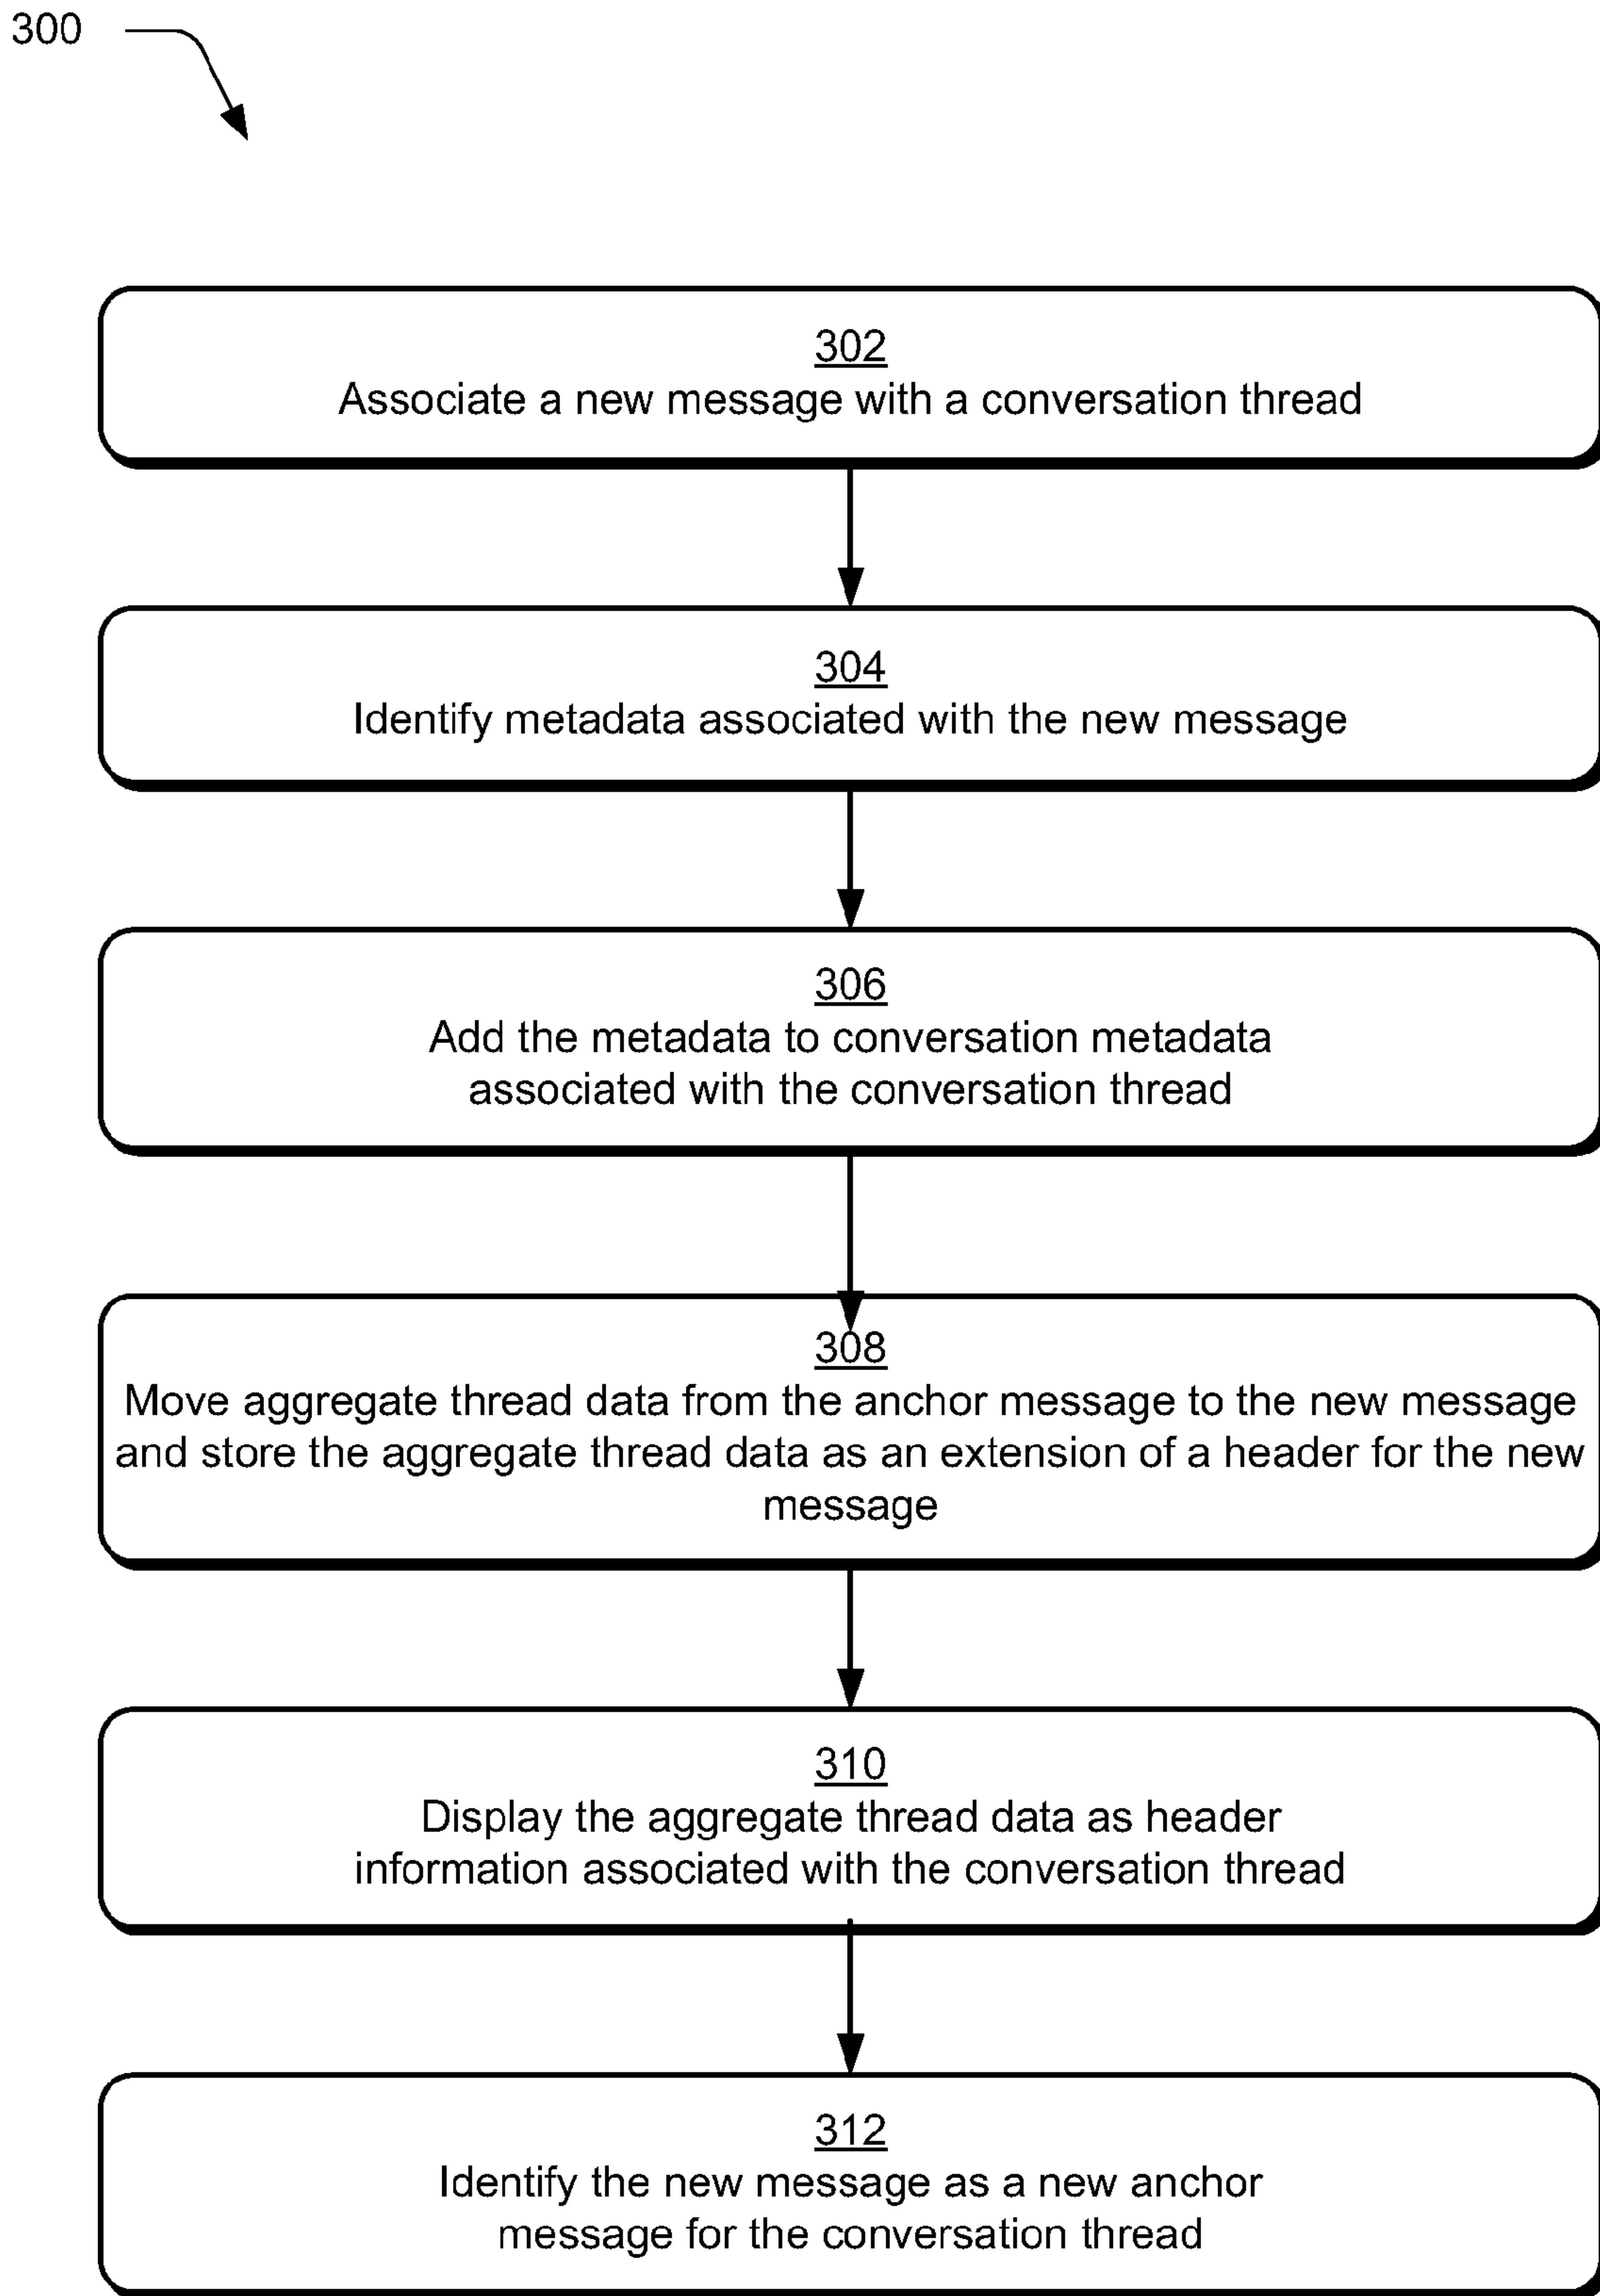 300
302
Associate a new message with a conversation thread
304
Identify metadata associated with the new message
306
Add the metadata to conversation metadata
associated with the conversation thread
308
Move aggregate thread data from the anchor message to the new message
and store the aggregate thread data as an extension of a header for the new
message
310
Display the aggregate thread data as header
information associated with the conversation thread
312
Identify the new message as a new anchor
message for the conversation thread